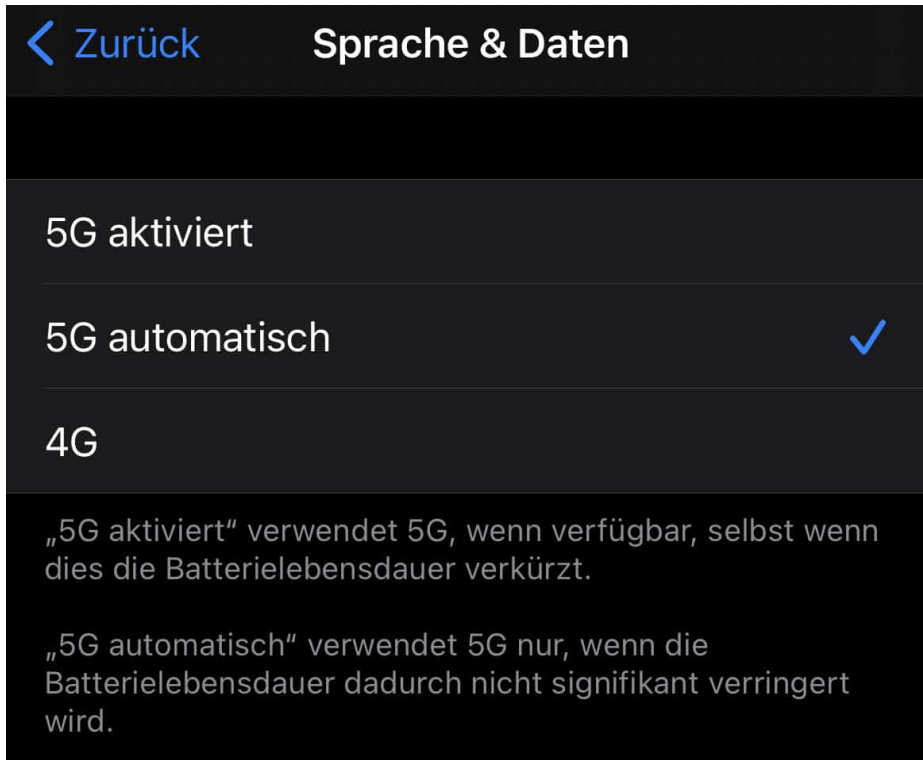 Zurück
Sprache & Daten
5G aktiviert
5G automatisch
4G
„5G aktiviert“ verwendet 5G, wenn verfügbar, selbst wenn
dies die Batterielebensdauer verkürzt.
„5G automatisch“ verwendet 5G nur, wenn die
Batterielebensdauer dadurch nicht signifikant verringert
wird.